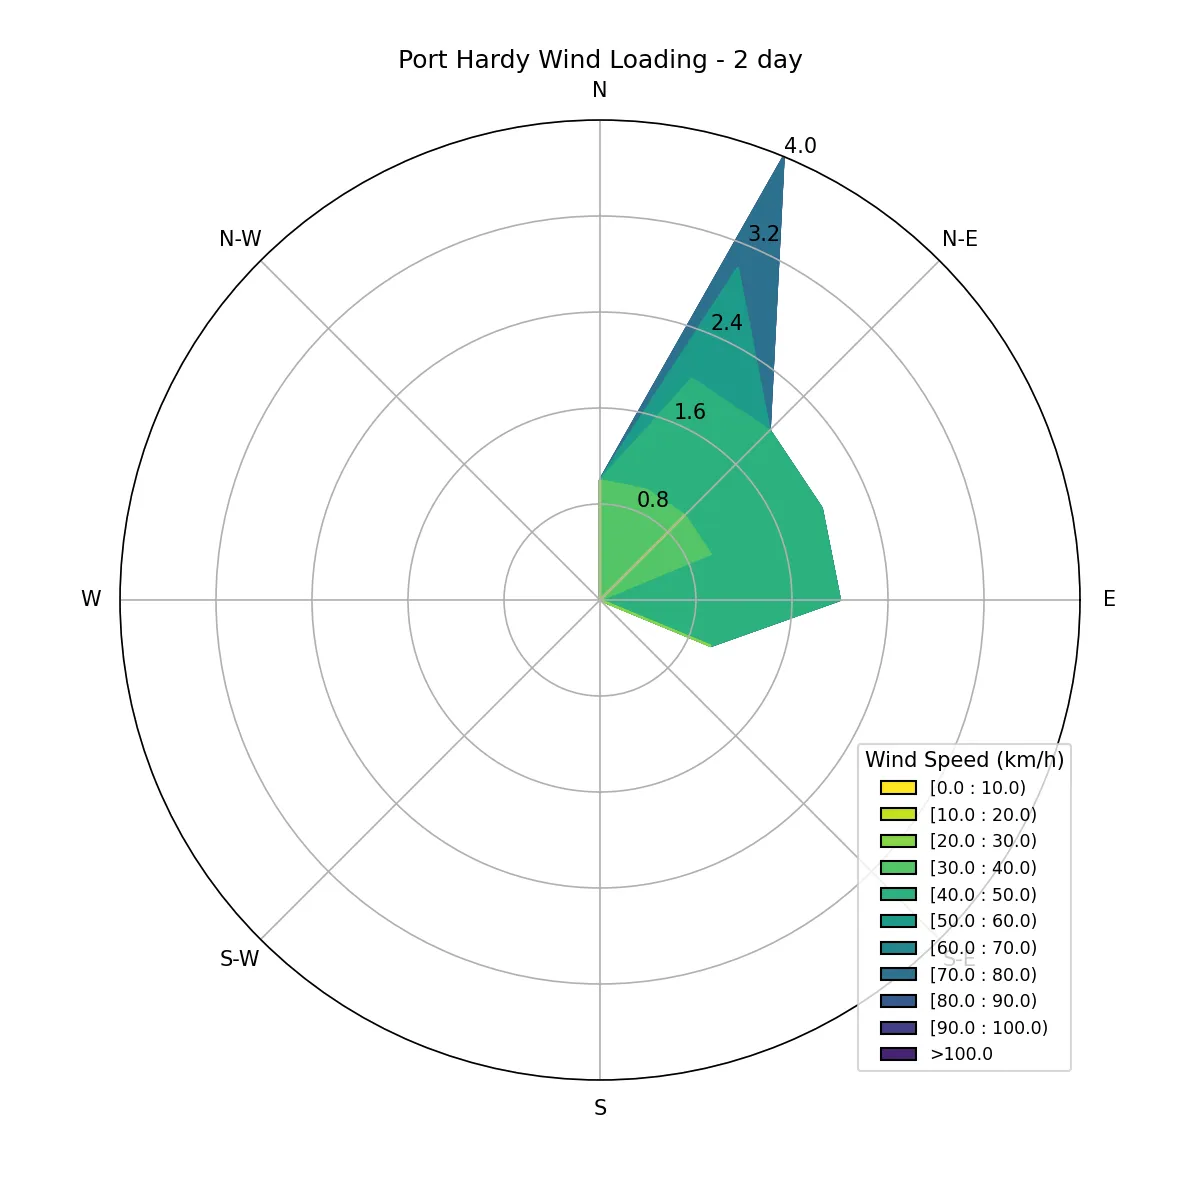 Port Hardy Wind Loading - 2 day
N
4.0
N-W
3.2
N-E
2.4
1.6
0.8
W
E
Wind Speed (km/h)
[0.0 : 10.0)
[10.0 : 20.0)
[20.0 : 30.0)
[30.0 : 40.0)
[40.0 : 50.0)
[50.0 : 60.0)
[60.0 : 70.0)
S-W
S-E
[70.0 : 80.0)
[80.0 : 90.0)
[90.0 : 100.0)
>100.0
S